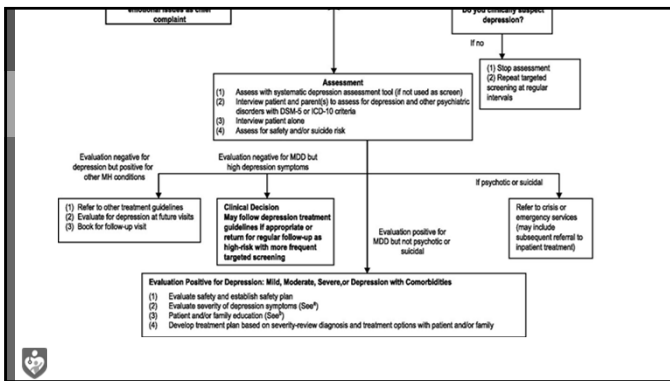 emotional issues as chief
complaint
Do you clinically suspect
depression?
If no
(1) Stop assessment
(2) Repeat targeted
screening at regular
intervals
Assessment
(1) Assess with systematic depression assessment tool (if not used as screen)
(2) Interview patient and parent(s) to assess for depression and other psychiatric
disorders with DSM-5 or ICD-10 criteria
(3) Interview patient alone
(4) Assess for safety and/or suicide risk
Evaluation negative for
depression but positive for
other MH conditions
Evaluation negative for MDD but
high depression symptoms
If psychotic or suicidal
(1) Refer to other treatment guidelines
(2) Evaluate for depression at future visits
(3) Book for follow-up visit
Clinical Decision
May follow depression treatment
guidelines if appropriate or
return for regular follow-up as
high-risk with more frequent
targeted screening
Evaluation positive for
MDD but not psychotic or
suicidal
Refer to crisis or
emergency services
(may include
subsequent referral to
inpatient treatment)
Evaluation Positive for Depression: Mild, Moderate, Severe,or Depression with Comorbidities
(1) Evaluate safety and establish safety plan
(2) Evaluate severity of depression symptoms (See a)
(3) Patient and/or family education (See b)
(4) Develop treatment plan based on severity-review diagnosis and treatment options with patient and/or family